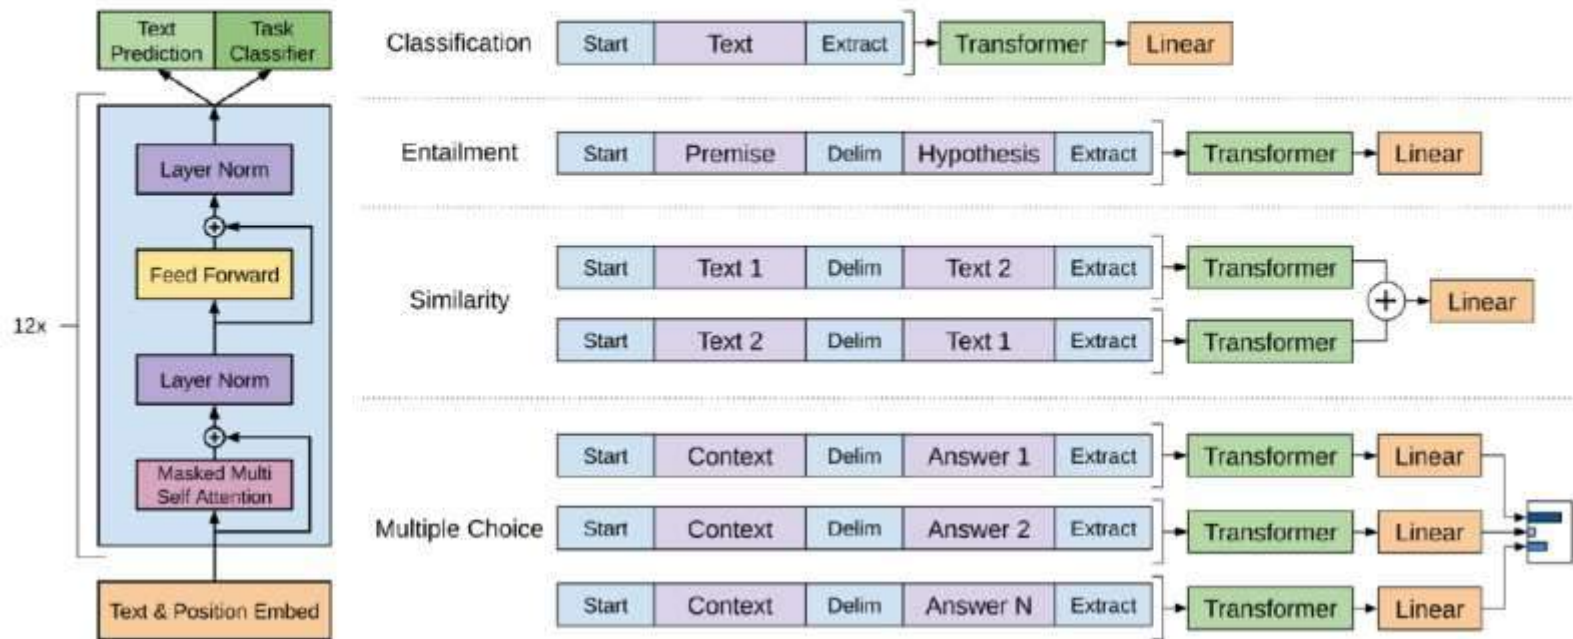 Text
Prediction
Task
Classifier
12x
Layer Norm
Feed Forward
Layer Norm
Masked Multi
Self Attention
Text & Position Embed
Classification
Start Text Extract Transformer Linear
Entailment
Start Premise Delim Hypothesis Extract Transformer Linear
Similarity
Start Text 1 Delim Text 2 Extract Transformer
Start Text 2 Delim Text 1 Extract Transformer
Linear
Multiple Choice
Start Context Delim Answer 1 Extract Transformer Linear
Start Context Delim Answer 2 Extract Transformer Linear
Start Context Delim Answer N Extract Transformer Linear